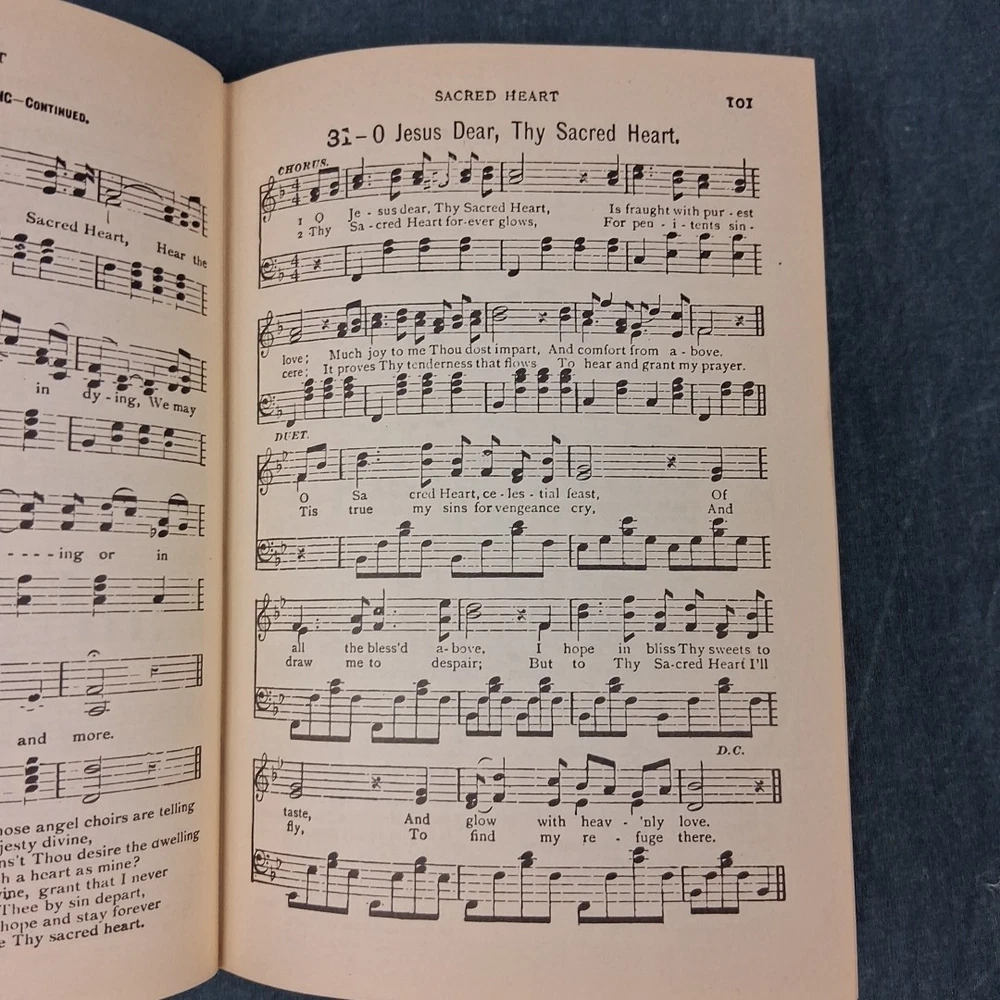 IC—CONTINUED.
Sacred Heart, Hear the
in dy - ing, We may
- - - - ing or in
and more.
hose angel choirs are telling
jesty divine,
ns't Thou desire the dwelling
h a heart as mine?
vine, grant that I never
Thee by sin depart,
hope and stay forever
e Thy sacred heart.
SACRED HEART
101
31 – O Jesus Dear, Thy Sacred Heart.
CHORUS.
1 O Je - sus dear, Thy Sacred Heart, Is fraught with pur - est
2 Thy Sa - cred Heart for-ever glows, For pen - i - tents sin -
love; Much joy to me Thou dost impart, And comfort from a - bove.
cere; It proves Thy tenderness that flows To hear and grant my prayer.
DUET.
O Sa cred Heart, ce - les - tial feast, Of
Tis true my sins for vengeance cry, And
all the bless'd a - bove, I hope in bliss Thy sweets to
draw me to despair; But to Thy Sa-cred Heart I'll
D.C.
taste, And glow with heav - 'nly love.
fly, To find my re - fuge there.